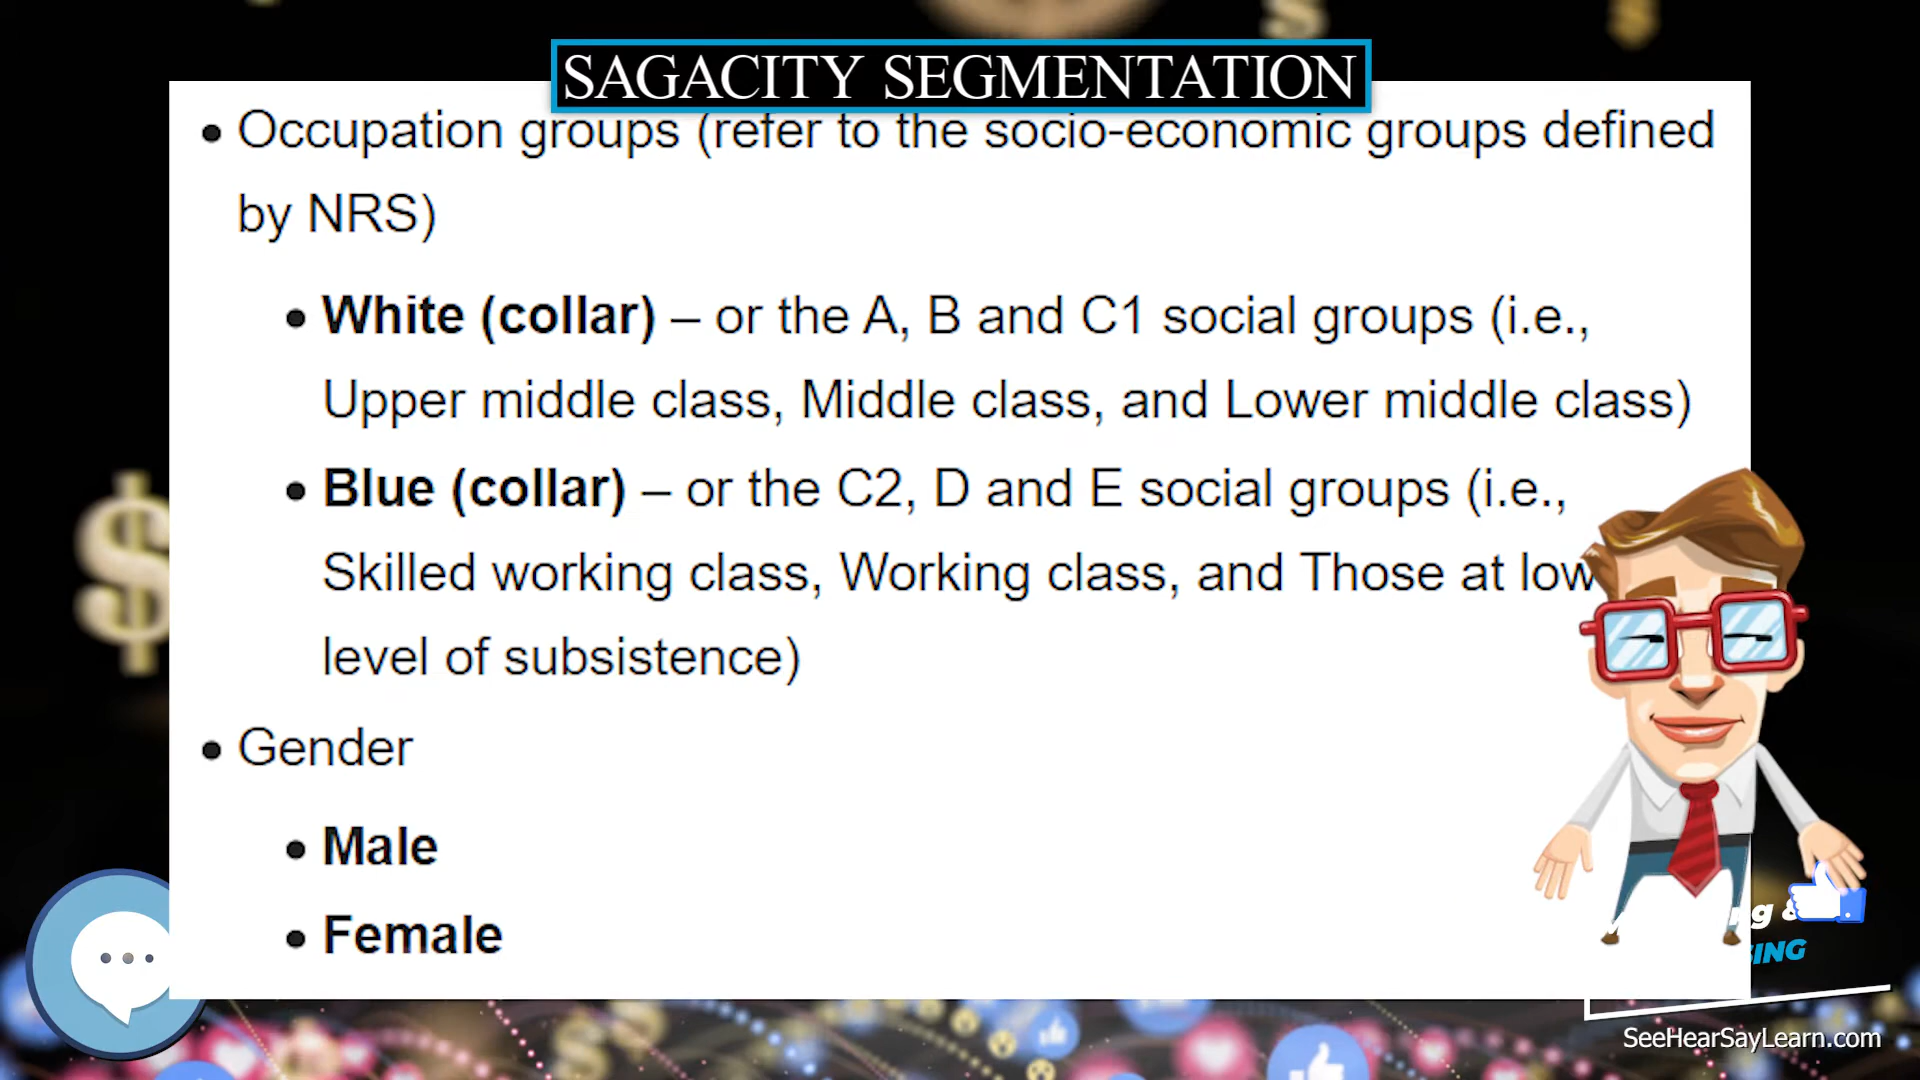 SAGACITY SEGMENTATION
• Occupation groups (refer to the socio-economic groups defined
by NRS)
• White (collar) – or the A, B and C1 social groups (i.e.,
Upper middle class, Middle class, and Lower middle class)
• Blue (collar) – or the C2, D and E social groups (i.e.,
Skilled working class, Working class, and Those at low
level of subsistence)
• Gender
• Male
• Female
SeeHearSayLearn.com